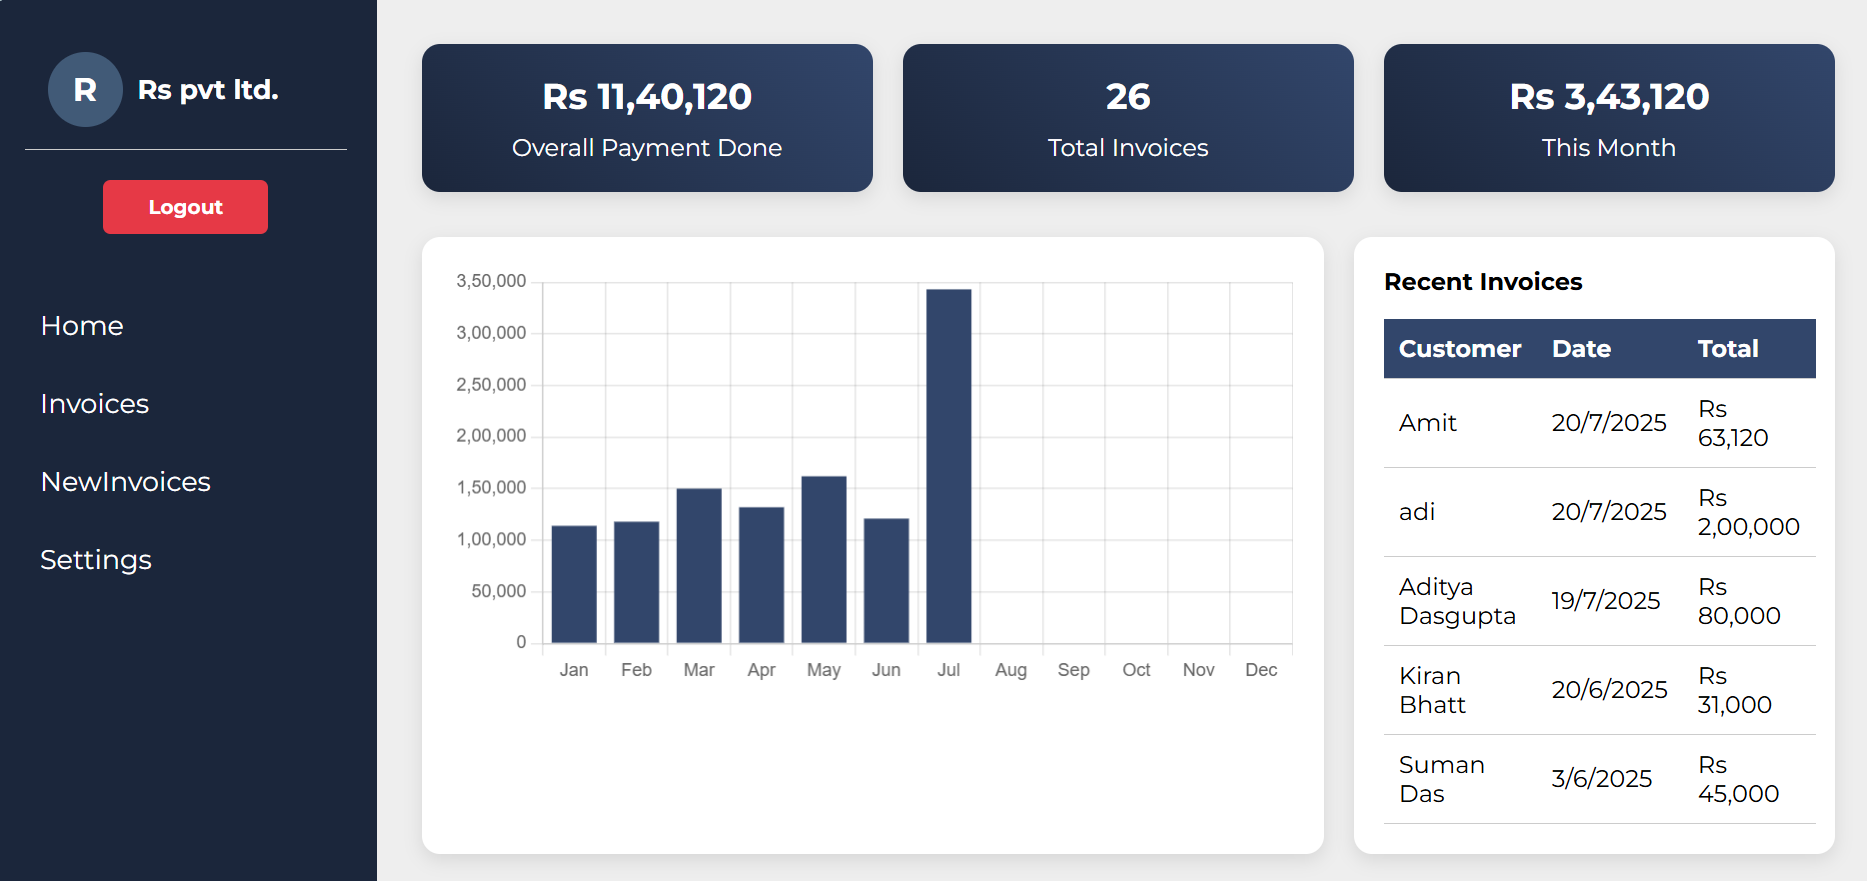 R
Rs pvt ltd.
Logout
Home
Invoices
NewInvoices
Settings
Rs 11,40,120
Overall Payment Done
26
Total Invoices
Rs 3,43,120
This Month
3,50,000
3,00,000
2,50,000
2,00,000
1,50,000
1,00,000
50,000
0
Jan Feb Mar Apr May Jun Jul Aug Sep Oct Nov Dec
Recent Invoices
Customer Date Total
Amit 20/7/2025 Rs
63,120
adi 20/7/2025 Rs
2,00,000
Aditya 19/7/2025 Rs
Dasgupta 80,000
Kiran 20/6/2025 Rs
Bhatt 31,000
Suman 3/6/2025 Rs
Das 45,000